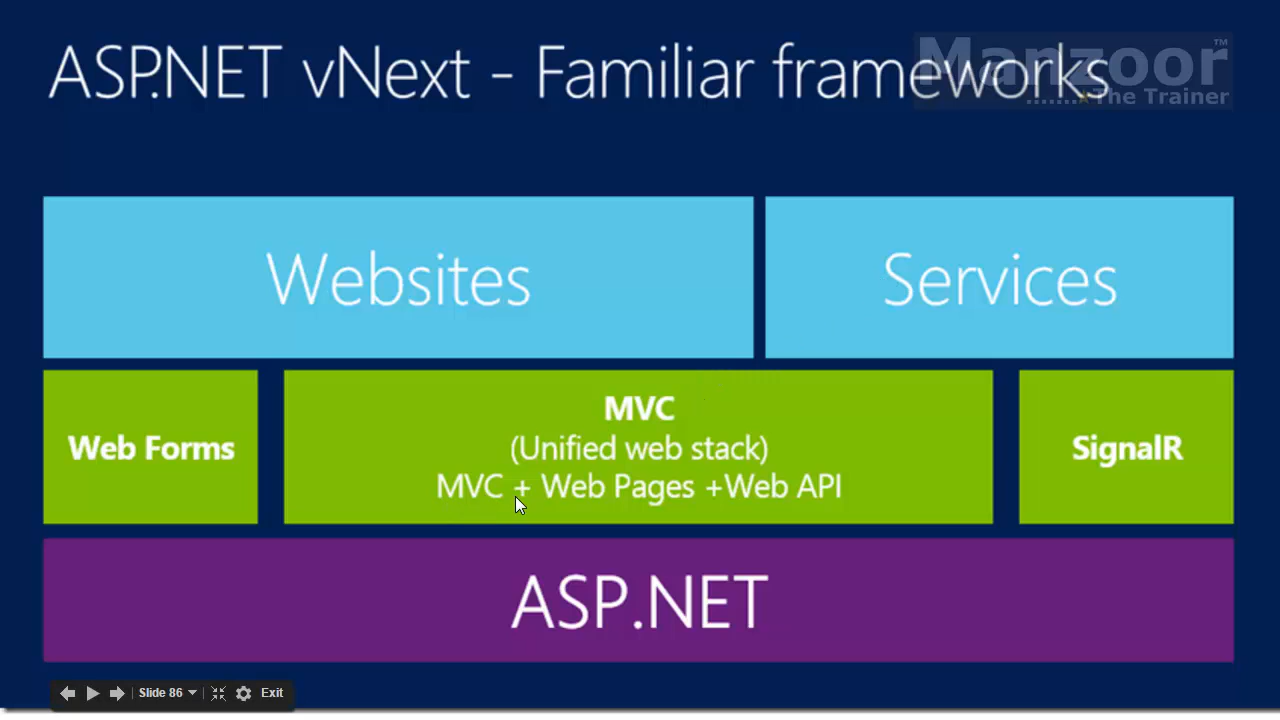 ASP.NET vNext - Familiar frameworks
Manzoor™
........The Trainer
Websites
Services
Web Forms
MVC
(Unified web stack)
MVC + Web Pages +Web API
SignalR
ASP.NET
Slide 86
Exit